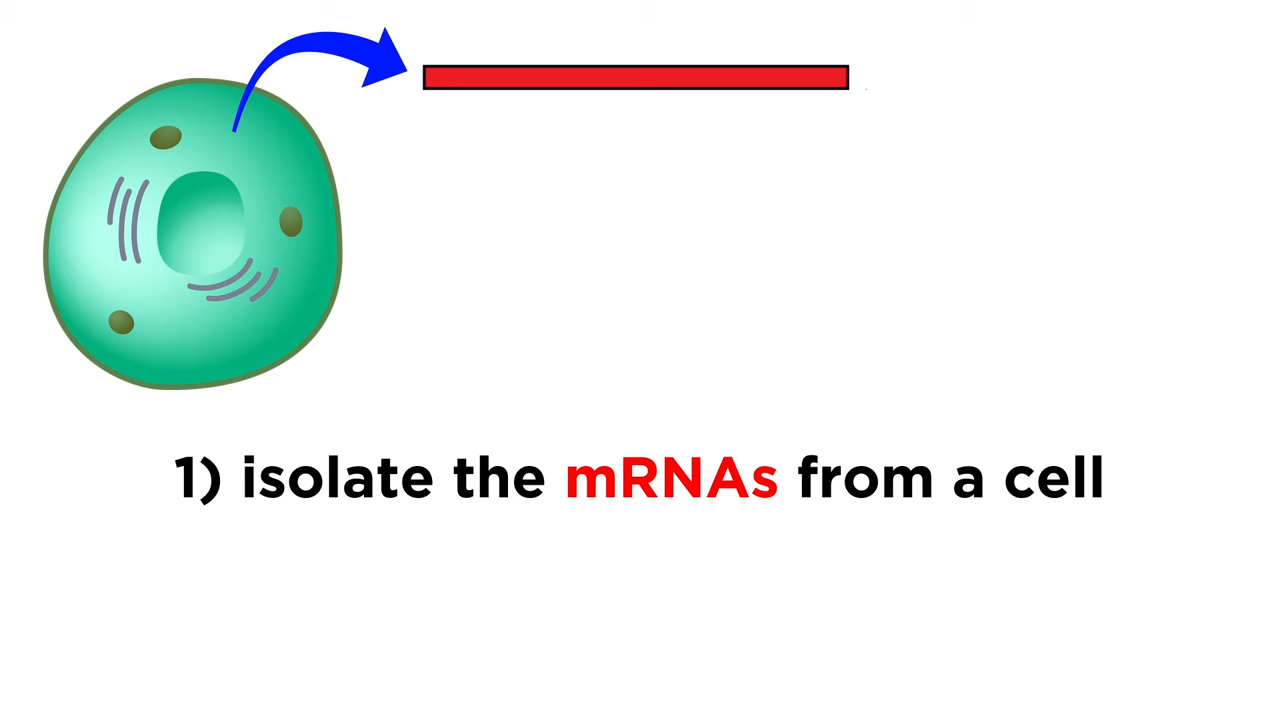 1) isolate the mRNAs from a cell